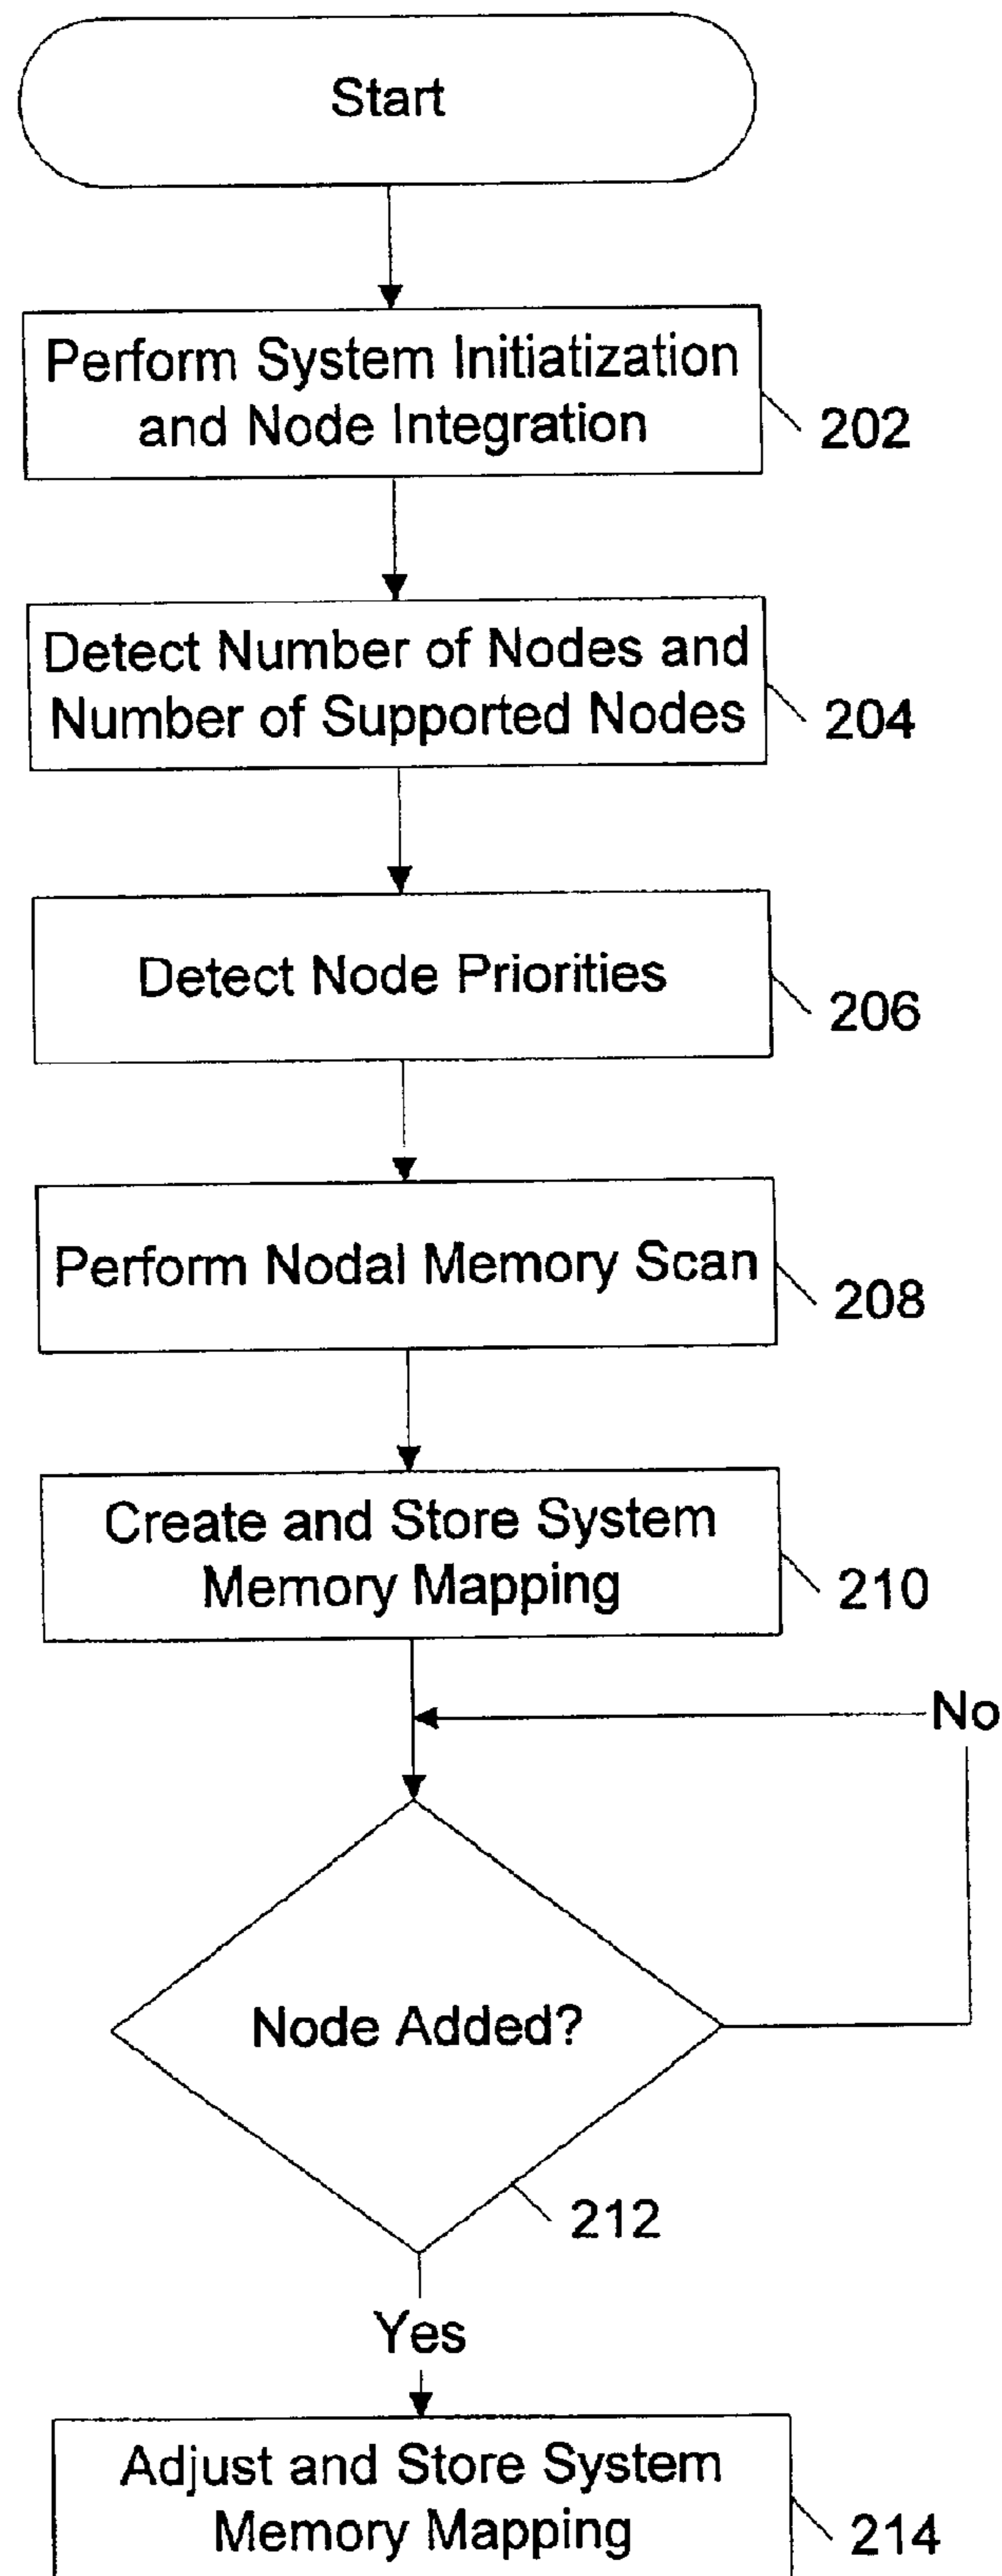 Start
Perform System Initiatization
and Node Integration
202
Detect Number of Nodes and
Number of Supported Nodes
204
Detect Node Priorities
206
Perform Nodal Memory Scan
208
Create and Store System
Memory Mapping
210
No
Node Added?
212
Yes
Adjust and Store System
Memory Mapping
214